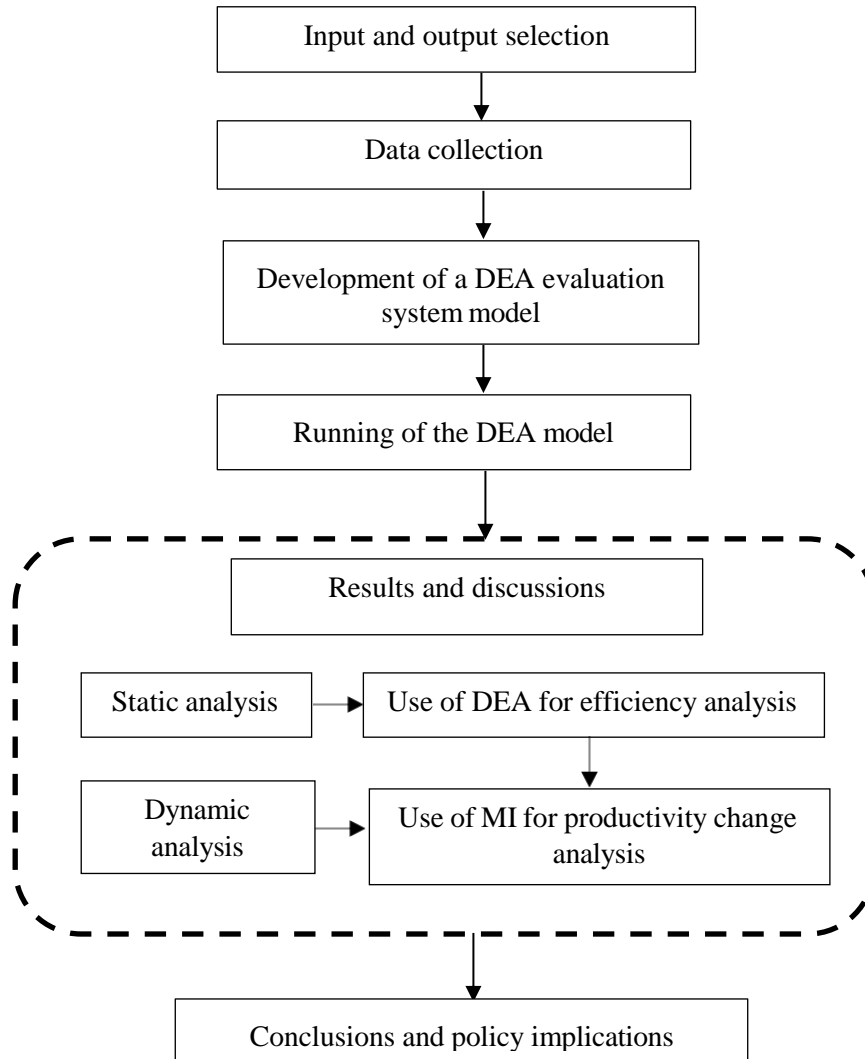 Input and output selection
Data collection
Development of a DEA evaluation
system model
Running of the DEA model
Results and discussions
Static analysis
Use of DEA for efficiency analysis
Dynamic
analysis
Use of MI for productivity change
analysis
Conclusions and policy implications